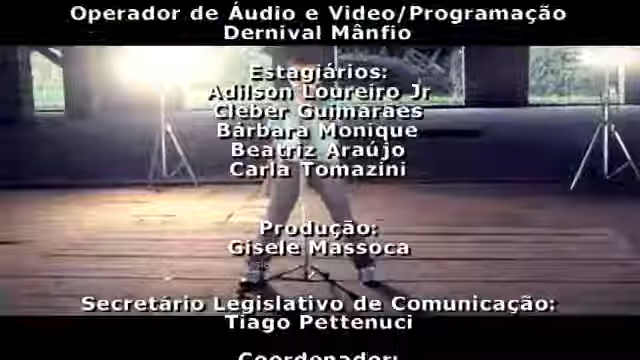 Operador de Áudio e Video/Programação
Dernival Mânfio
Estagiários:
Adilson Loureiro Jr
Cleber Guimarães
Bárbara Monique
Beatriz Araújo
Carla Tomazini
Produção:
Gisele Massoca
Secretário Legislativo de Comunicação:
Tiago Pettenuci
Coordenador: